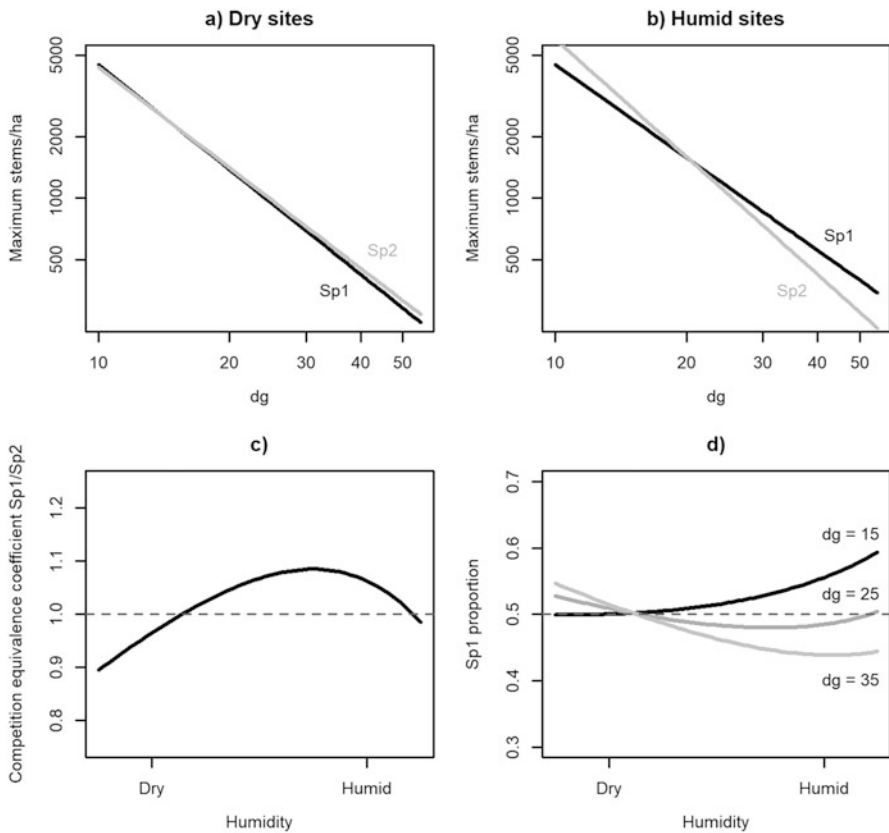 a) Dry sites
Maximum stems/ha
5000
2000
1000
500
Sp2
Sp1
10
20
30
40
50
dg
b) Humid sites
Maximum stems/ha
5000
2000
1000
500
Sp1
Sp2
10
20
30
40
50
dg
c)
Competition equivalence coefficient Sp1/Sp2
1.2
1.1
1.0
0.9
0.8
Dry
Humid
Humidity
d)
Sp1 proportion
0.7
0.6
0.5
0.4
0.3
dg = 15
dg = 25
dg = 35
Dry
Humid
Humidity